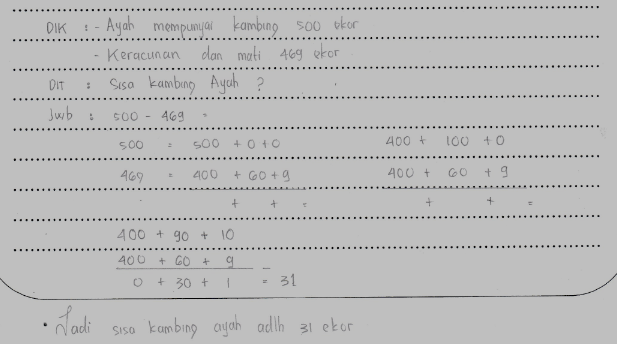 DIK : - Ayah mempunyai kambing 500 ekor
- Keracunan dan mati 469 ekor
DIT : Sisa kambing Ayah ?
Jwb : 500 - 469 =
500 = 500 + 0 + 0 400 + 100 + 0
469 = 400 + 60 + 9 400 + 60 + 9
+ + = + + =
400 + 90 + 10
400 + 60 + 9 -
0 + 30 + 1 = 31
• Jadi sisa kambing ayah adlh 31 ekor